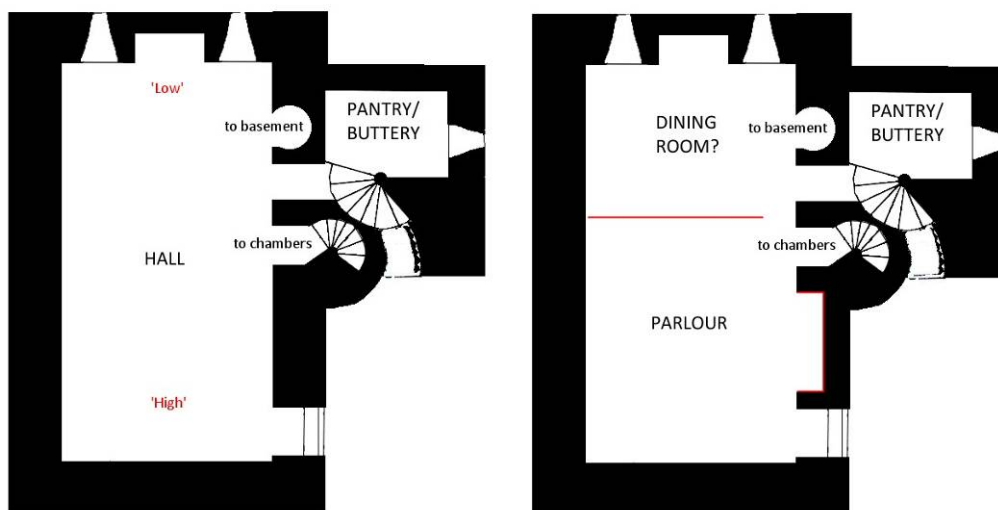 'Low'
to basement
PANTRY/
BUTTERY
to chambers
HALL
'High'
DINING
ROOM?
to basement
PANTRY/
BUTTERY
to chambers
PARLOUR